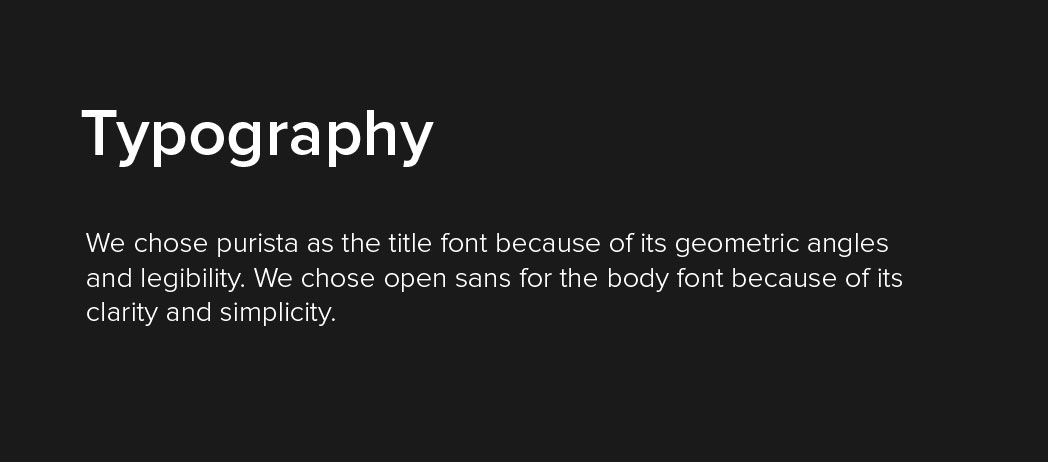 Typography
We chose purista as the title font because of its geometric angles
and legibility. We chose open sans for the body font because of its
clarity and simplicity.